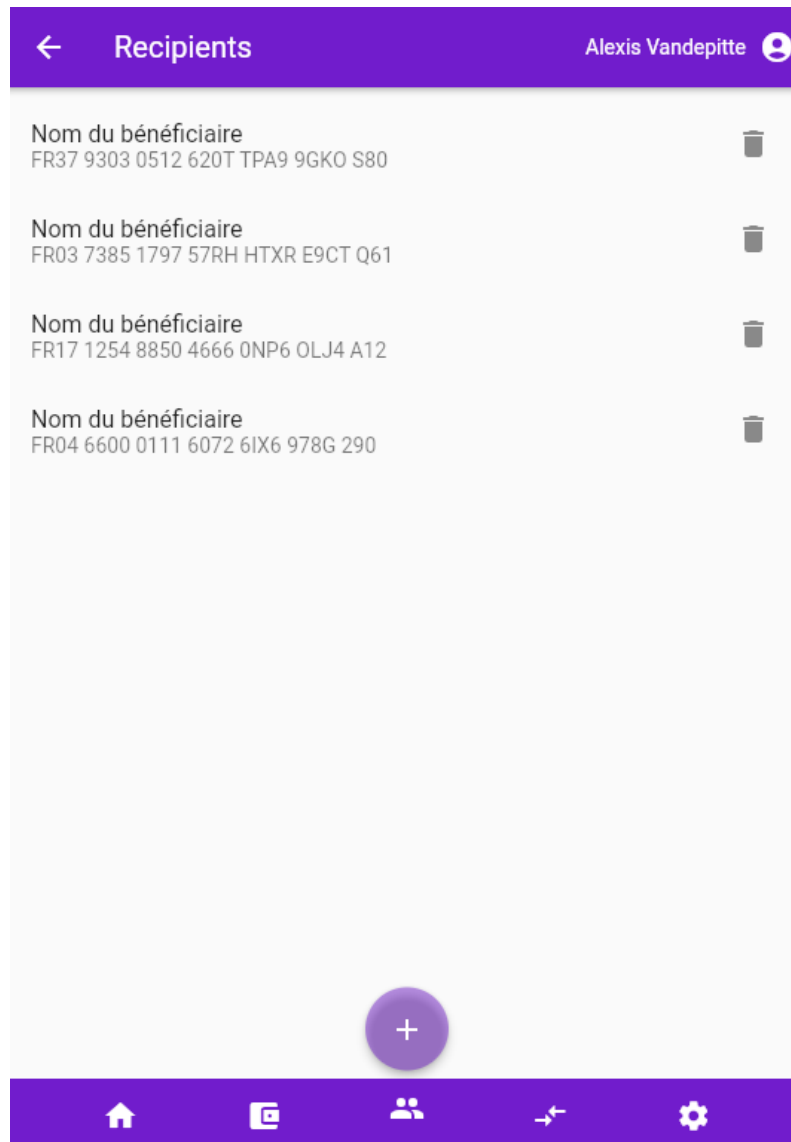 Recipients
Alexis Vandepitte
Nom du bénéficiaire
FR37 9303 0512 620T TPA9 9GKO S80
Nom du bénéficiaire
FR03 7385 1797 57RH HTXR E9CT Q61
Nom du bénéficiaire
FR17 1254 8850 4666 0NP6 OLJ4 A12
Nom du bénéficiaire
FR04 6600 0111 6072 6IX6 978G 290